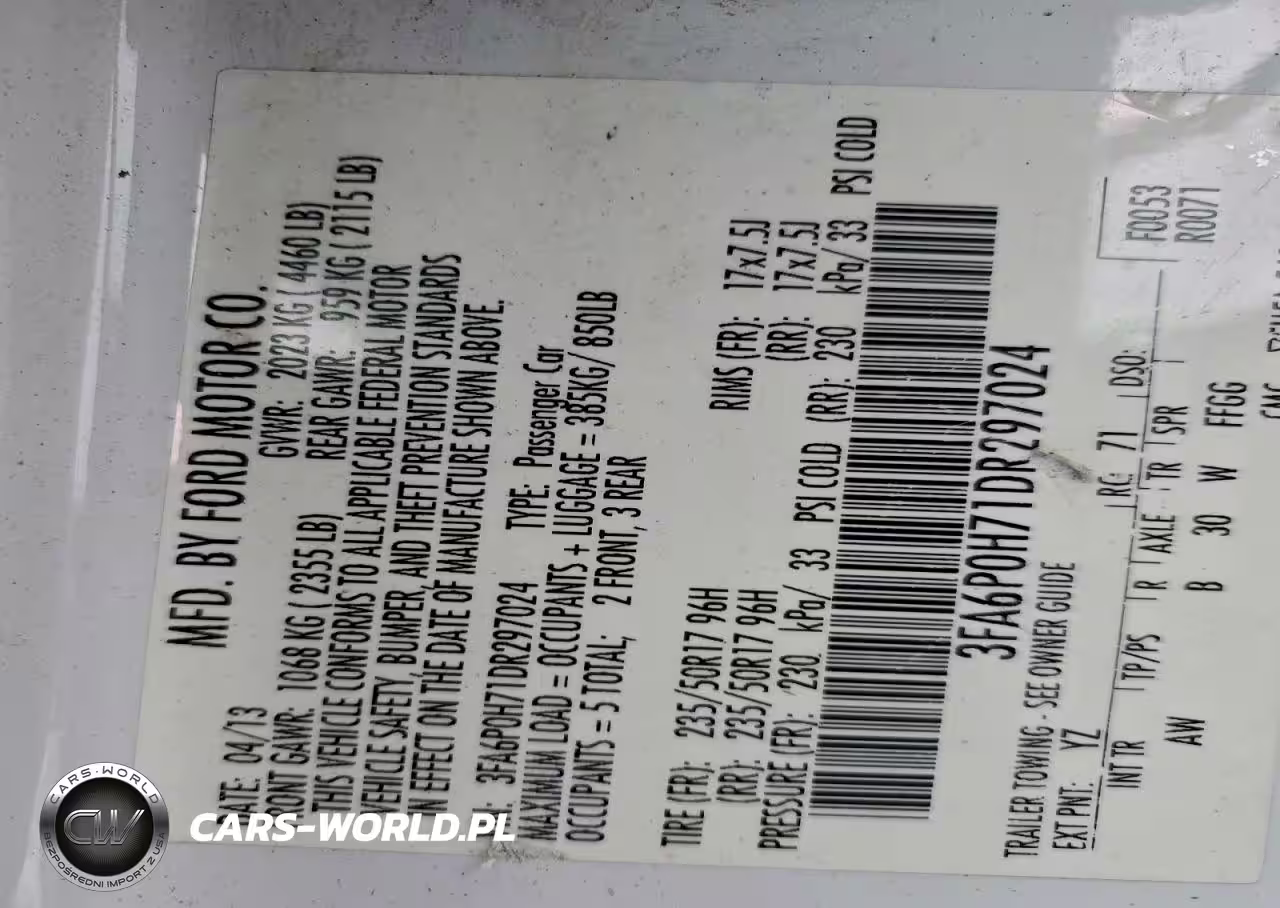 MFD. BY FORD MOTOR CO.
DATE: 04/13 GVWR: 2023 KG ( 4460 LB)
FRONT GAWR: 1068 KG ( 2355 LB) REAR GAWR: 959 KG ( 2115 LB)
THIS VEHICLE CONFORMS TO ALL APPLICABLE FEDERAL MOTOR
VEHICLE SAFETY, BUMPER, AND THEFT PREVENTION STANDARDS
IN EFFECT ON THE DATE OF MANUFACTURE SHOWN ABOVE.
3FA6P0H71DR297024 TYPE: Passenger Car
MAXIMUM LOAD = OCCUPANTS + LUGGAGE = 385KG/ 850LB
OCCUPANTS = 5 TOTAL; 2 FRONT, 3 REAR
TIRE (FR): 235/50R17 96H RIMS (FR): 17x7.5J
(RR): 235/50R17 96H (RR): 17x7.5J
PRESSURE (FR): 230 kPa/ 33 PSI COLD (RR): 230 kPa/ 33 PSI COLD
3FA6P0H71DR297024
TRAILER TOWING - SEE OWNER GUIDE
F0053
R0071
EXT PNT: YZ RC: 71 DSO:
INT TR TP/PS R AXLE TR SPR
AW B 30 W FFGG
CARS-WORLD
CW
BEZPOŚREDNI IMPORT Z USA
CARS-WORLD.PL